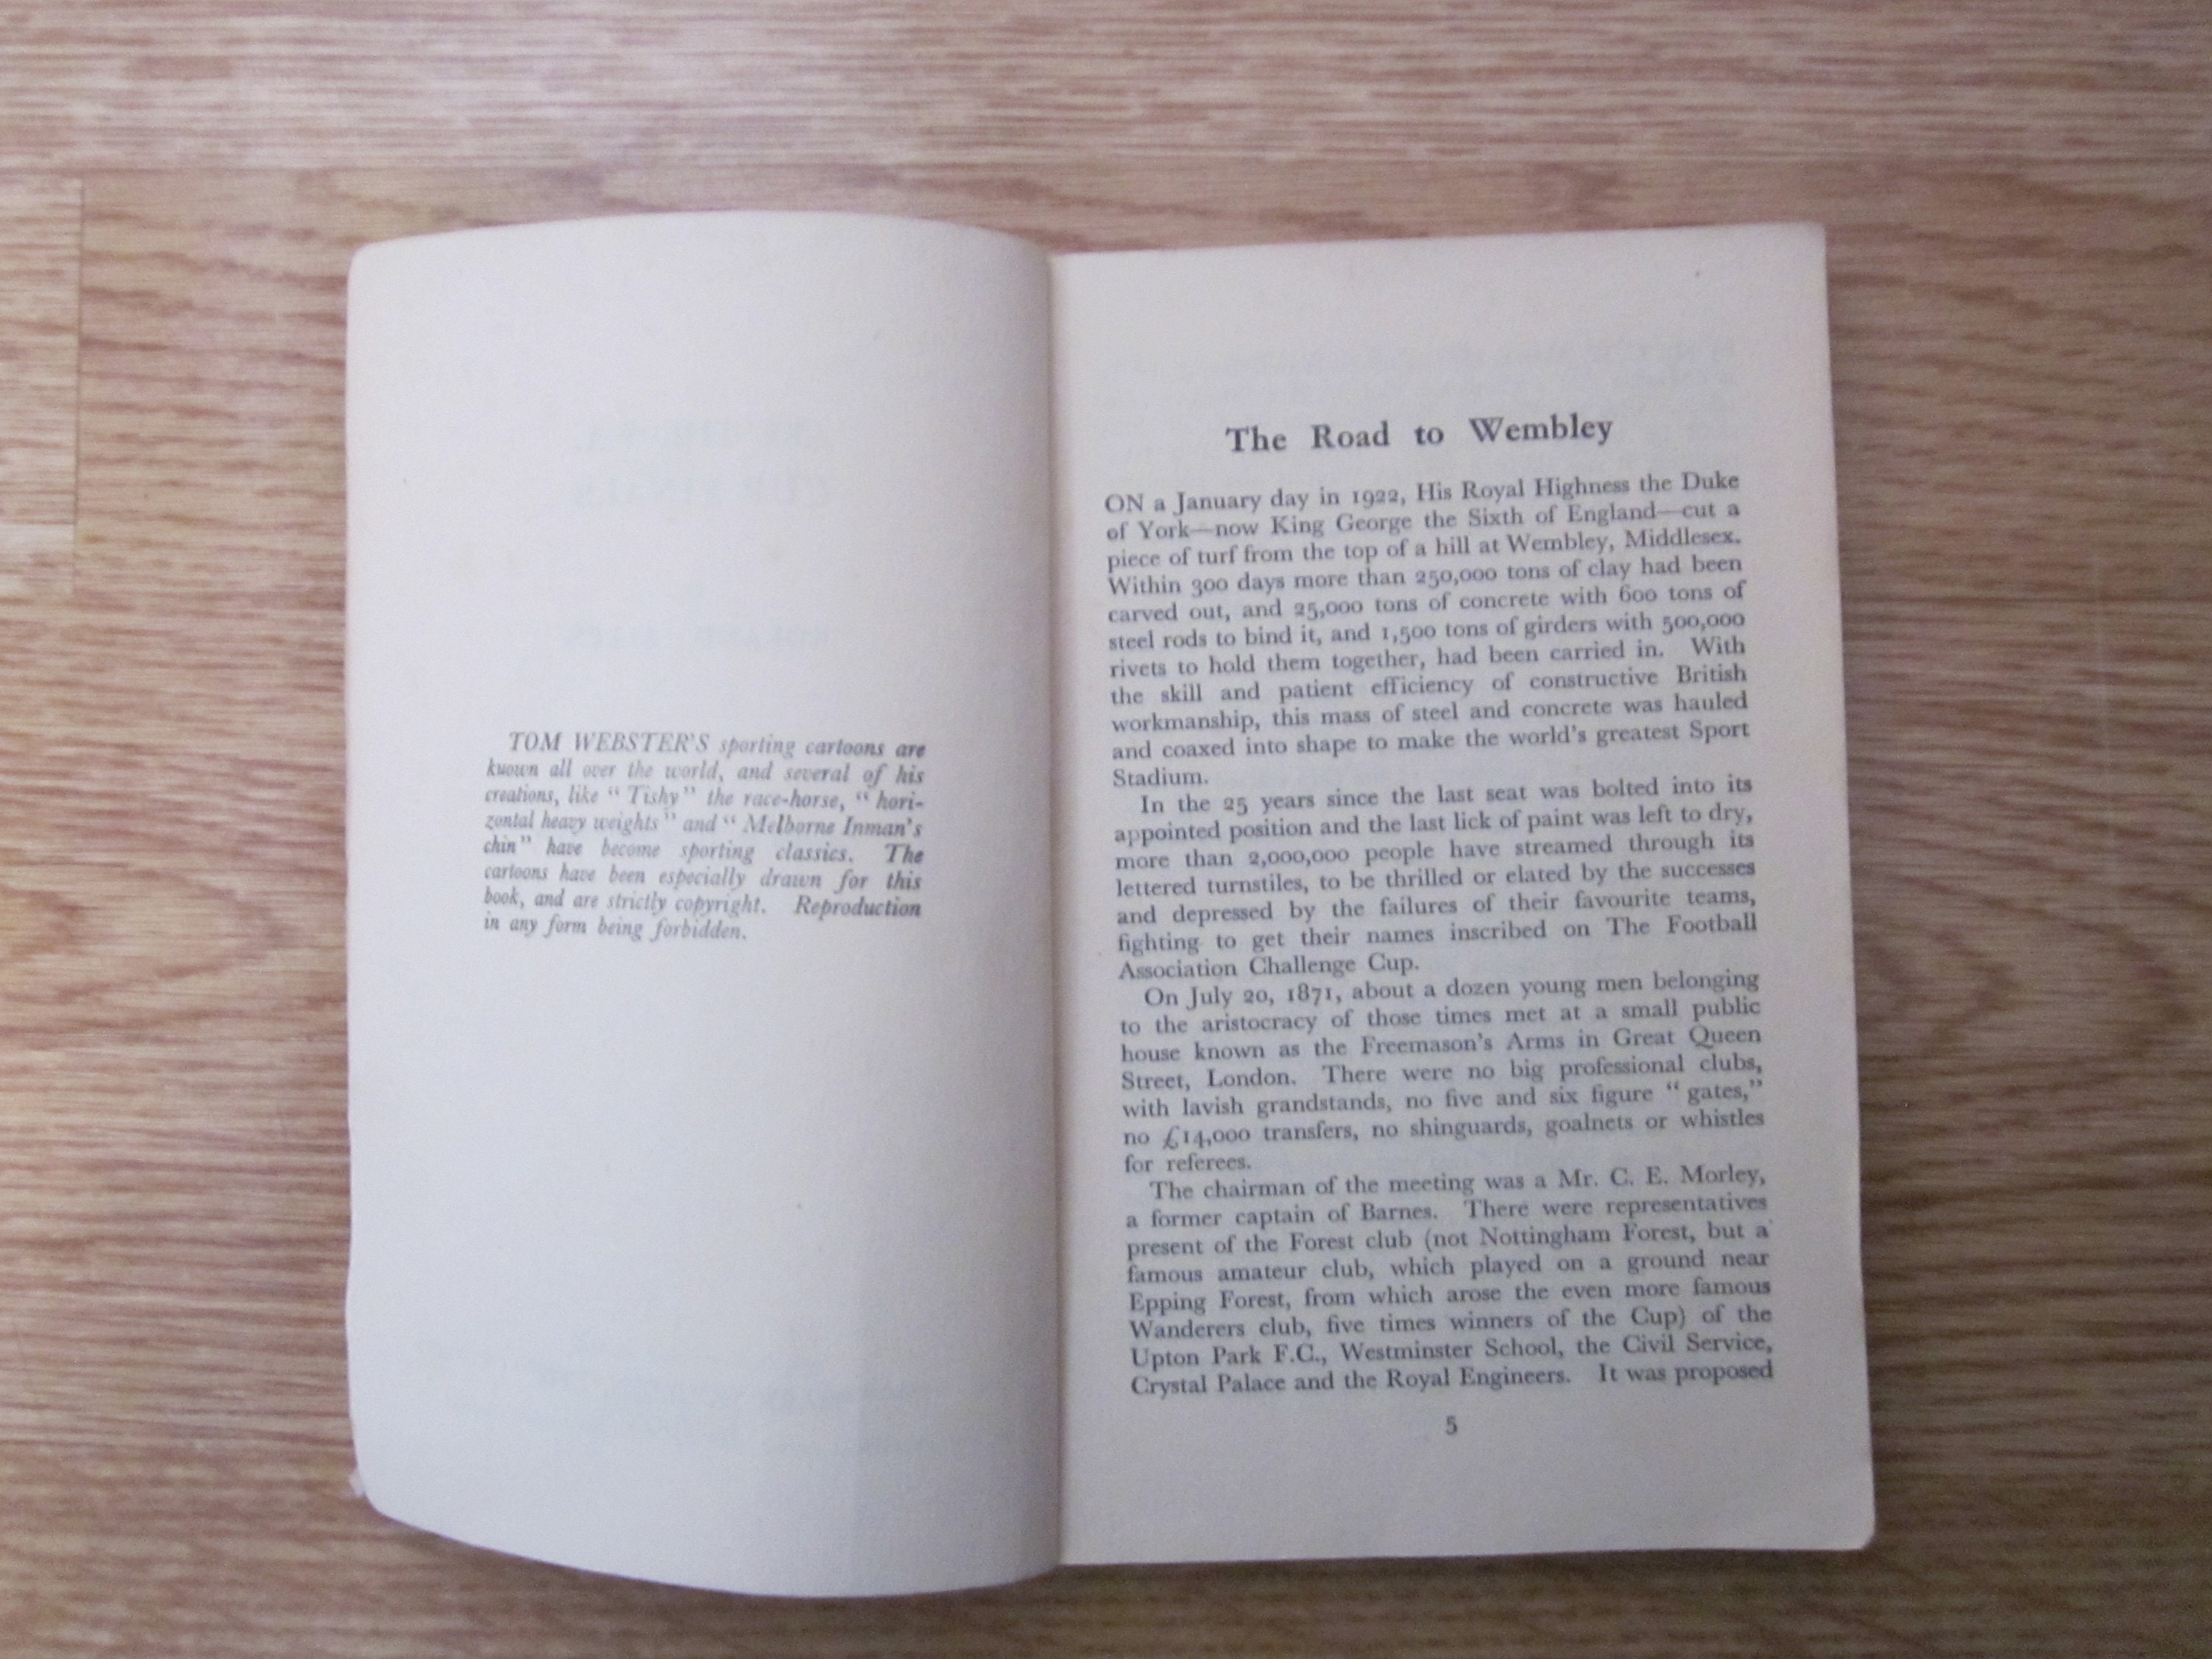 TOM WEBSTER'S sporting cartoons are
known all over the world, and several of his
creations, like “ Tishy ” the race-horse, “ hori-
zontal heavy weights ” and “ Melborne Inman's
chin ” have become sporting classics. The
cartoons have been especially drawn for this
book, and are strictly copyright. Reproduction
in any form being forbidden.
The Road to Wembley
ON a January day in 1922, His Royal Highness the Duke
of York—now King George the Sixth of England—cut a
piece of turf from the top of a hill at Wembley, Middlesex.
Within 300 days more than 250,000 tons of clay had been
carved out, and 25,000 tons of concrete with 600 tons of
steel rods to bind it, and 1,500 tons of girders with 500,000
rivets to hold them together, had been carried in. With
the skill and patient efficiency of constructive British
workmanship, this mass of steel and concrete was hauled
and coaxed into shape to make the world's greatest Sport
Stadium.
In the 25 years since the last seat was bolted into its
appointed position and the last lick of paint was left to dry,
more than 2,000,000 people have streamed through its
lettered turnstiles, to be thrilled or elated by the successes
and depressed by the failures of their favourite teams,
fighting to get their names inscribed on The Football
Association Challenge Cup.
On July 20, 1871, about a dozen young men belonging
to the aristocracy of those times met at a small public
house known as the Freemason's Arms in Great Queen
Street, London. There were no big professional clubs,
with lavish grandstands, no five and six figure “ gates,”
no £14,000 transfers, no shinguards, goalnets or whistles
for referees.
The chairman of the meeting was a Mr. C. E. Morley,
a former captain of Barnes. There were representatives
present of the Forest club (not Nottingham Forest, but a
famous amateur club, which played on a ground near
Epping Forest, from which arose the even more famous
Wanderers club, five times winners of the Cup) of the
Upton Park F.C., Westminster School, the Civil Service,
Crystal Palace and the Royal Engineers. It was proposed
5